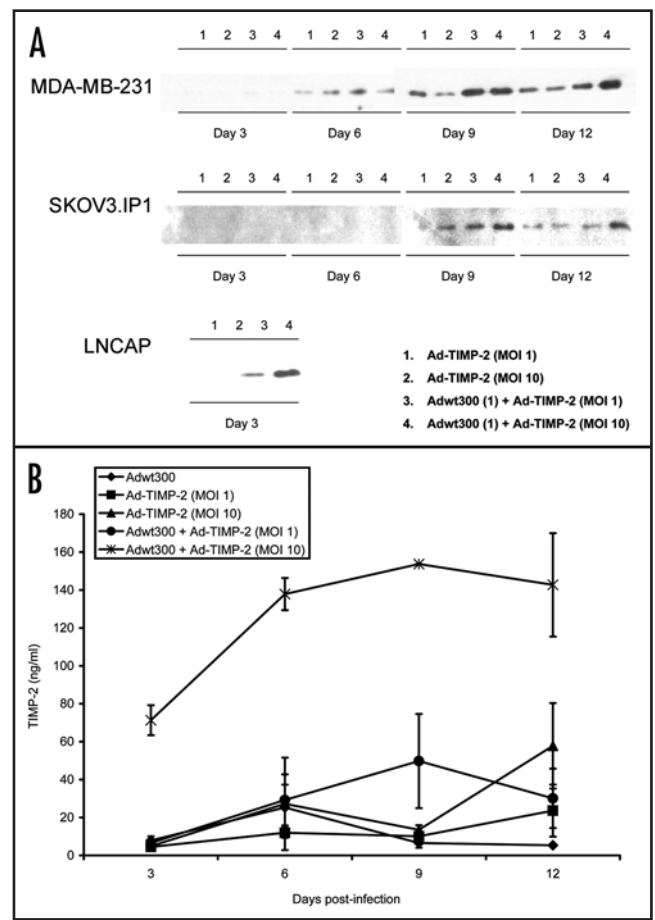 A
1 2 3 4 1 2 3 4 1 2 3 4 1 2 3 4
MDA-MB-231
Day 3 Day 6 Day 9 Day 12
1 2 3 4 1 2 3 4 1 2 3 4 1 2 3 4
SKOV3.IP1
Day 3 Day 6 Day 9 Day 12
1 2 3 4
LNCAP
Day 3
1. Ad-TIMP-2 (MOI 1)
2. Ad-TIMP-2 (MOI 10)
3. Adwt300 (1) + Ad-TIMP-2 (MOI 1)
4. Adwt300 (1) + Ad-TIMP-2 (MOI 10)
B
Adwt300
Ad-TIMP-2 (MOI 1)
Ad-TIMP-2 (MOI 10)
Adwt300 + Ad-TIMP-2 (MOI 1)
Adwt300 + Ad-TIMP-2 (MOI 10)
180
160
140
120
100
80
60
40
20
0
TIMP-2 (ng/ml)
3 6 9 12
Days post-infection